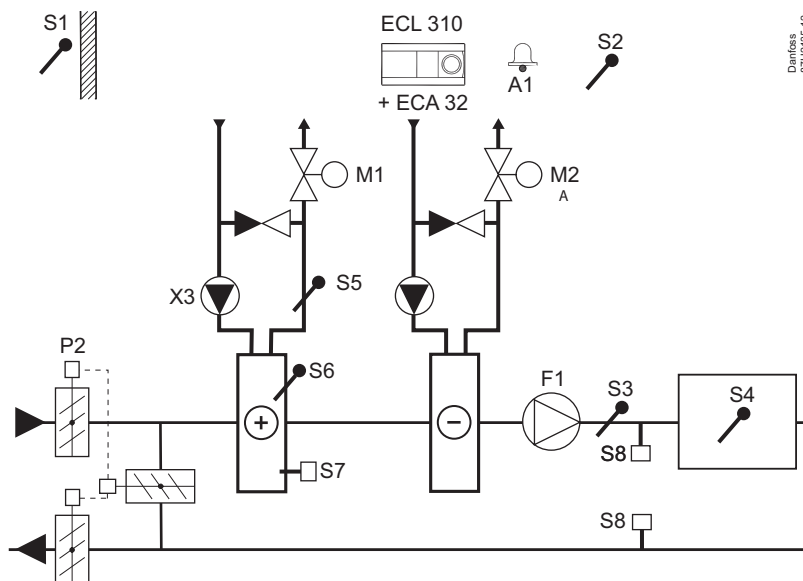 S1
ECL 310
+ ECA 32
A1
S2
Danfoss
M1
M2
A
X3
S5
P2
S6
+
F1
S3
S4
−
S7
S8
S8